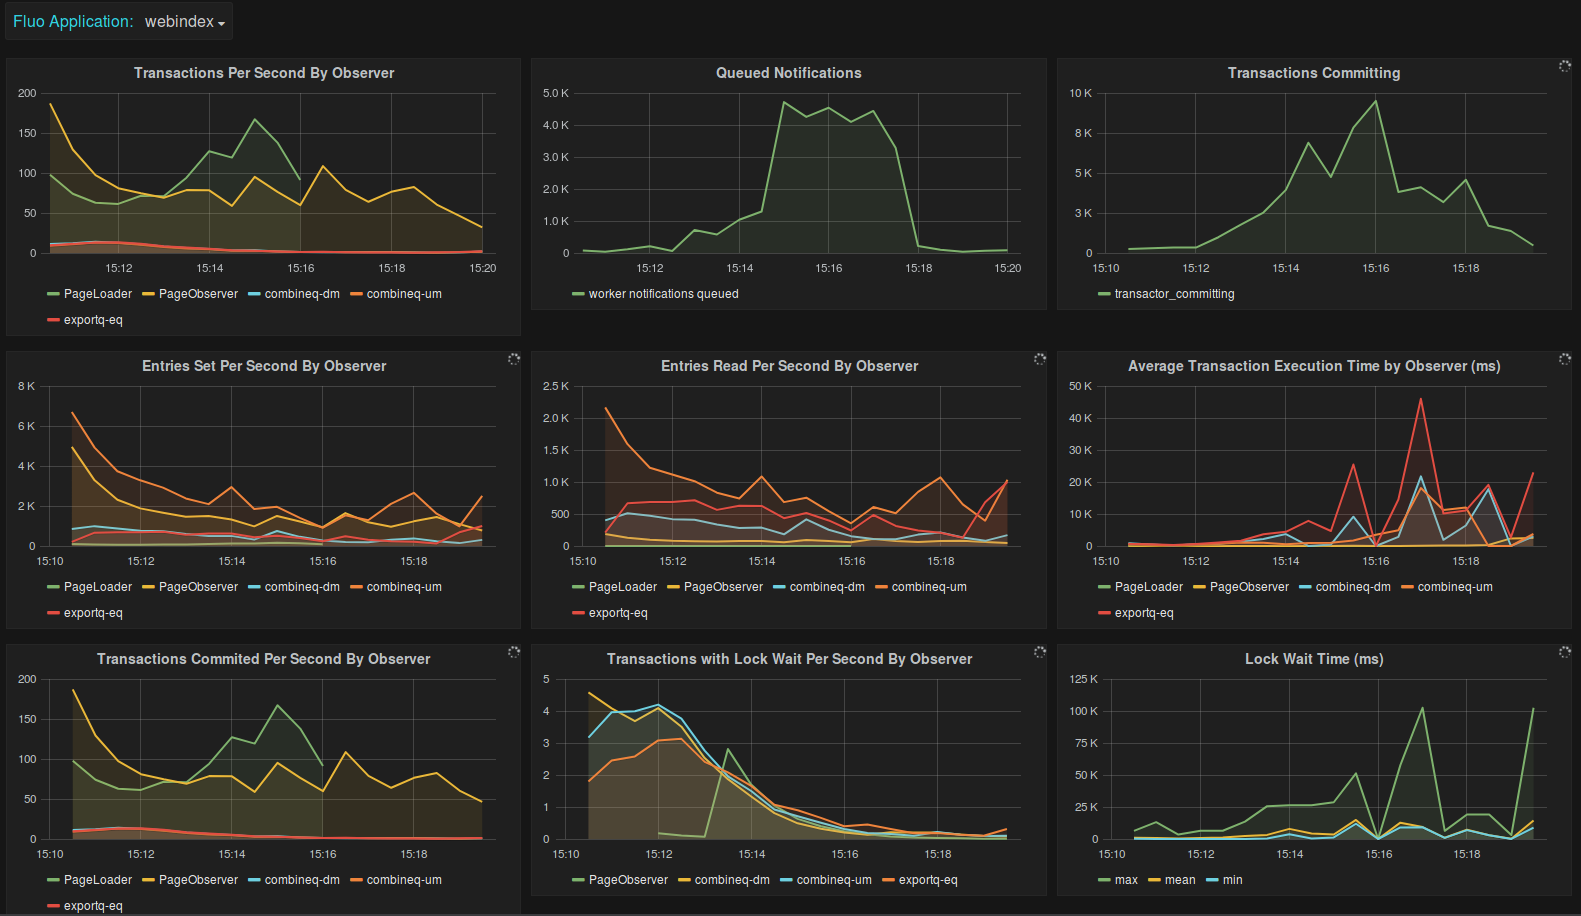 Fluo Application: webindex
Transactions Per Second By Observer
200
150
100
50
0
15:12 15:14 15:16 15:18 15:20
PageLoader PageObserver combineq-dm combineq-um
exportq-eq
Queued Notifications
5.0 K
4.0 K
3.0 K
2.0 K
1.0 K
0
15:12 15:14 15:16 15:18 15:20
worker notifications queued
Transactions Committing
10 K
8 K
5 K
3 K
0
15:10 15:12 15:14 15:16 15:18
transactor_committing
Entries Set Per Second By Observer
8 K
6 K
4 K
2 K
0
15:10 15:12 15:14 15:16 15:18
PageLoader PageObserver combineq-dm combineq-um
exportq-eq
Entries Read Per Second By Observer
2.5 K
2.0 K
1.5 K
1.0 K
500
0
15:10 15:12 15:14 15:16 15:18
PageLoader PageObserver combineq-dm combineq-um
exportq-eq
Average Transaction Execution Time by Observer (ms)
50 K
40 K
30 K
20 K
10 K
0
15:10 15:12 15:14 15:16 15:18
PageLoader PageObserver combineq-dm combineq-um
exportq-eq
Transactions Commited Per Second By Observer
200
150
100
50
0
15:10 15:12 15:14 15:16 15:18
PageLoader PageObserver combineq-dm combineq-um
exportq-eq
Transactions with Lock Wait Per Second By Observer
5
4
3
2
1
0
15:10 15:12 15:14 15:16 15:18
PageObserver combineq-dm combineq-um exportq-eq
Lock Wait Time (ms)
125 K
100 K
75 K
50 K
25 K
0
15:10 15:12 15:14 15:16 15:18
max mean min